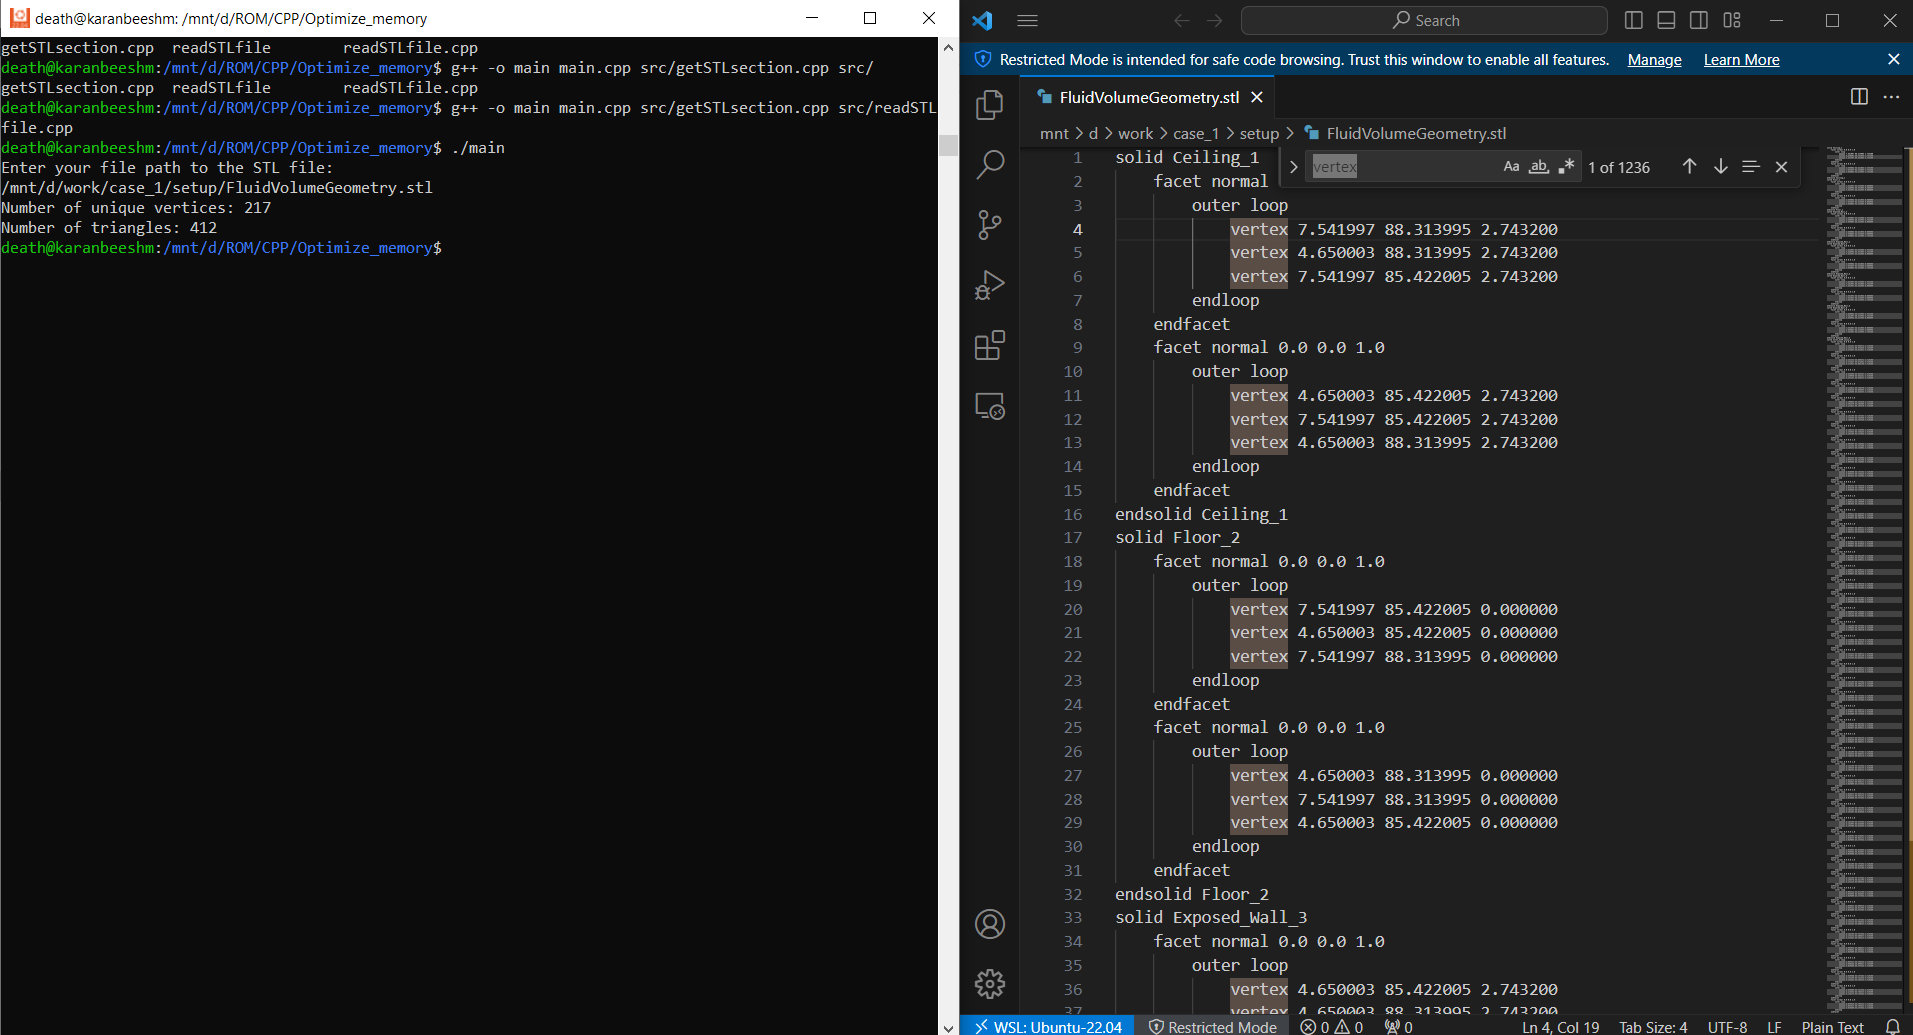 death@karanbeeshm: /mnt/d/ROM/CPP/Optimize_memory
getSTLsection.cpp  readSTLfile        readSTLfile.cpp
death@karanbeeshm:/mnt/d/ROM/CPP/Optimize_memory$ g++ -o main main.cpp src/getSTLsection.cpp src/
getSTLsection.cpp  readSTLfile        readSTLfile.cpp
death@karanbeeshm:/mnt/d/ROM/CPP/Optimize_memory$ g++ -o main main.cpp src/getSTLsection.cpp src/readSTL
file.cpp
death@karanbeeshm:/mnt/d/ROM/CPP/Optimize_memory$ ./main
Enter your file path to the STL file:
/mnt/d/work/case_1/setup/FluidVolumeGeometry.stl
Number of unique vertices: 217
Number of triangles: 412
death@karanbeeshm:/mnt/d/ROM/CPP/Optimize_memory$
Search
Restricted Mode is intended for safe code browsing. Trust this window to enable all features. Manage Learn More
FluidVolumeGeometry.stl
mnt > d > work > case_1 > setup > FluidVolumeGeometry.stl
vertex Aa ab 1 of 1236
1 solid Ceiling_1
2 facet normal
3 outer loop
4 vertex 7.541997 88.313995 2.743200
5 vertex 4.650003 88.313995 2.743200
6 vertex 7.541997 85.422005 2.743200
7 endloop
8 endfacet
9 facet normal 0.0 0.0 1.0
10 outer loop
11 vertex 4.650003 85.422005 2.743200
12 vertex 7.541997 85.422005 2.743200
13 vertex 4.650003 88.313995 2.743200
14 endloop
15 endfacet
16 endsolid Ceiling_1
17 solid Floor_2
18 facet normal 0.0 0.0 1.0
19 outer loop
20 vertex 7.541997 85.422005 0.000000
21 vertex 4.650003 85.422005 0.000000
22 vertex 7.541997 88.313995 0.000000
23 endloop
24 endfacet
25 facet normal 0.0 0.0 1.0
26 outer loop
27 vertex 4.650003 88.313995 0.000000
28 vertex 7.541997 88.313995 0.000000
29 vertex 4.650003 85.422005 0.000000
30 endloop
31 endfacet
32 endsolid Floor_2
33 solid Exposed_Wall_3
34 facet normal 0.0 0.0 1.0
35 outer loop
36 vertex 4.650003 85.422005 2.743200
37 vertex 4.650003 88.313995 2.743200
WSL: Ubuntu-22.04 Restricted Mode 0 0 0 Ln 4, Col 19 Tab Size: 4 UTF-8 LF Plain Text